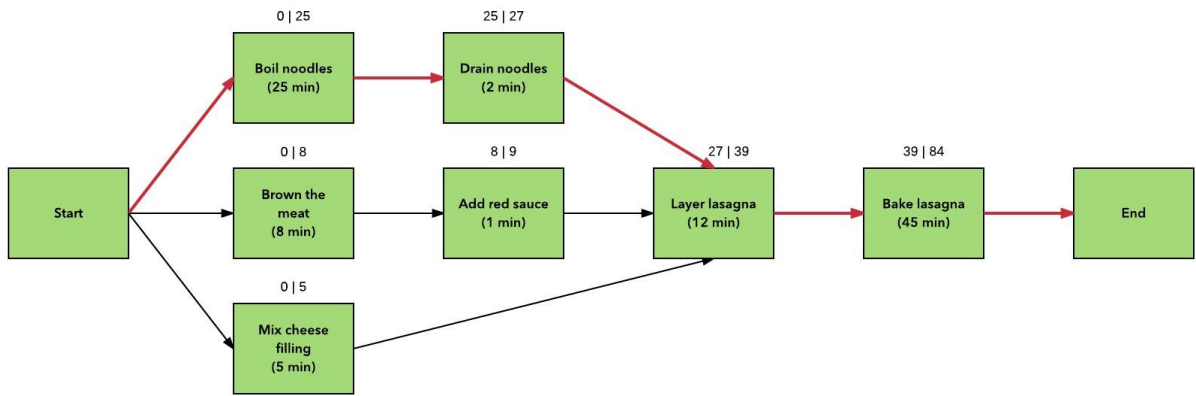 0 | 25
25 | 27
Boil noodles
(25 min)
Drain noodles
(2 min)
0 | 8
8 | 9
27 | 39
39 | 84
Start
Brown the
meat
(8 min)
Add red sauce
(1 min)
Layer lasagna
(12 min)
Bake lasagna
(45 min)
End
0 | 5
Mix cheese
filling
(5 min)